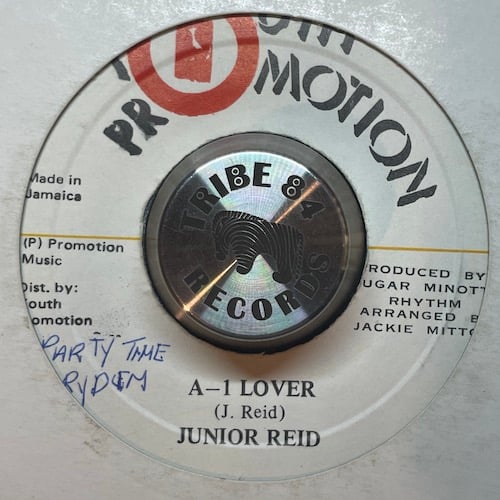 PROMOTION
Made in
Jamaica
TRIBE 84
RECORDS
(P) Promotion
Music
Dist. by:
outh
omotion
PRODUCED BY
UGAR MINOTT
RHYTHM
ARRANGED B
JACKIE MITTO
PARTY TIME
RYDEM
A-1 LOVER
(J. Reid)
JUNIOR REID